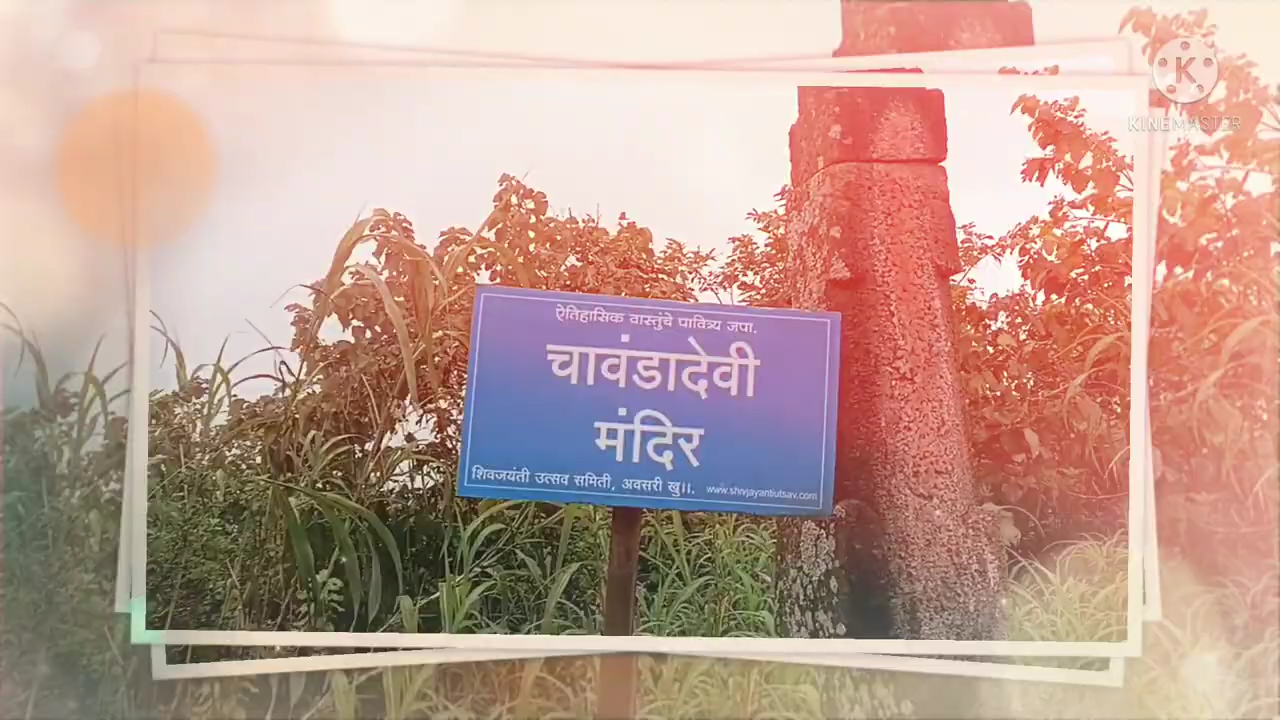 ऐतिहासिक वास्तुंचे पावित्र्य जपा.
चावंडादेवी
मंदिर
शिवजयंती उत्सव समिती, अवसरी खु।।. www.shivjayantiutsav.com
KINEMASTER